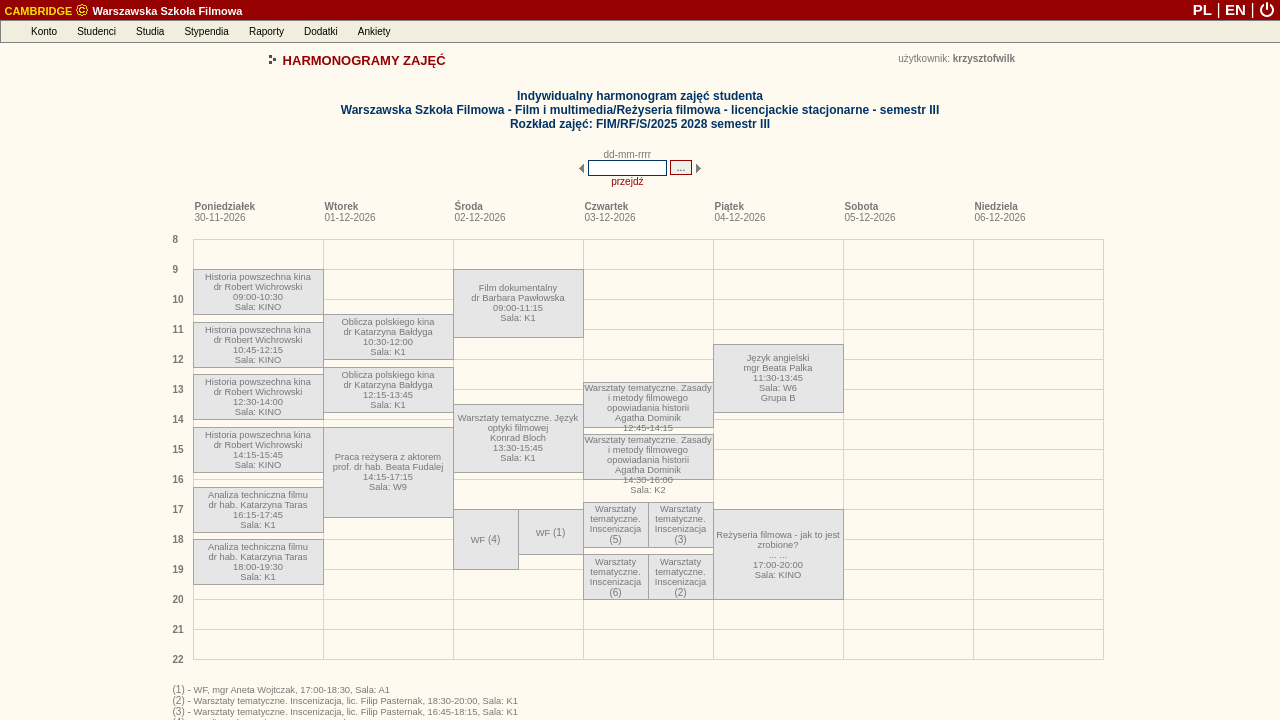 CAMBRIDGE Warszawska Szkoła Filmowa
PL | EN |
Konto Studenci Studia Stypendia Raporty Dodatki Ankiety
HARMONOGRAMY ZAJĘĆ
użytkownik: krzysztofwilk
Indywidualny harmonogram zajęć studenta
Warszawska Szkoła Filmowa - Film i multimedia/Reżyseria filmowa - licencjackie stacjonarne - semestr III
Rozkład zajęć: FIM/RF/S/2025 2028 semestr III
dd-mm-rrrr
...
przejdź
Poniedziałek Wtorek Środa Czwartek Piątek Sobota Niedziela
30-11-2026 01-12-2026 02-12-2026 03-12-2026 04-12-2026 05-12-2026 06-12-2026
8
9
10
11
12
13
14
15
16
17
18
19
20
21
22
Historia powszechna kina
dr Robert Wichrowski
09:00-10:30
Sala: KINO
Historia powszechna kina
dr Robert Wichrowski
10:45-12:15
Sala: KINO
Historia powszechna kina
dr Robert Wichrowski
12:30-14:00
Sala: KINO
Historia powszechna kina
dr Robert Wichrowski
14:15-15:45
Sala: KINO
Analiza techniczna filmu
dr hab. Katarzyna Taras
16:15-17:45
Sala: K1
Analiza techniczna filmu
dr hab. Katarzyna Taras
18:00-19:30
Sala: K1
Oblicza polskiego kina
dr Katarzyna Bałdyga
10:30-12:00
Sala: K1
Oblicza polskiego kina
dr Katarzyna Bałdyga
12:15-13:45
Sala: K1
Praca reżysera z aktorem
prof. dr hab. Beata Fudalej
14:15-17:15
Sala: W9
Film dokumentalny
dr Barbara Pawłowska
09:00-11:15
Sala: K1
Warsztaty tematyczne. Język
optyki filmowej
Konrad Bloch
13:30-15:45
Sala: K1
WF (4)
WF (1)
Warsztaty tematyczne. Zasady
i metody filmowego
opowiadania historii
Agatha Dominik
12:45-14:15
Warsztaty tematyczne. Zasady
i metody filmowego
opowiadania historii
Agatha Dominik
14:30-16:00
Sala: K2
Warsztaty
tematyczne.
Inscenizacja
(5)
Warsztaty
tematyczne.
Inscenizacja
(3)
Warsztaty
tematyczne.
Inscenizacja
(6)
Warsztaty
tematyczne.
Inscenizacja
(2)
Język angielski
mgr Beata Palka
11:30-13:45
Sala: W6
Grupa B
Reżyseria filmowa - jak to jest
zrobione?
... ...
17:00-20:00
Sala: KINO
(1) - WF, mgr Aneta Wojtczak, 17:00-18:30, Sala: A1
(2) - Warsztaty tematyczne. Inscenizacja, lic. Filip Pasternak, 18:30-20:00, Sala: K1
(3) - Warsztaty tematyczne. Inscenizacja, lic. Filip Pasternak, 16:45-18:15, Sala: K1